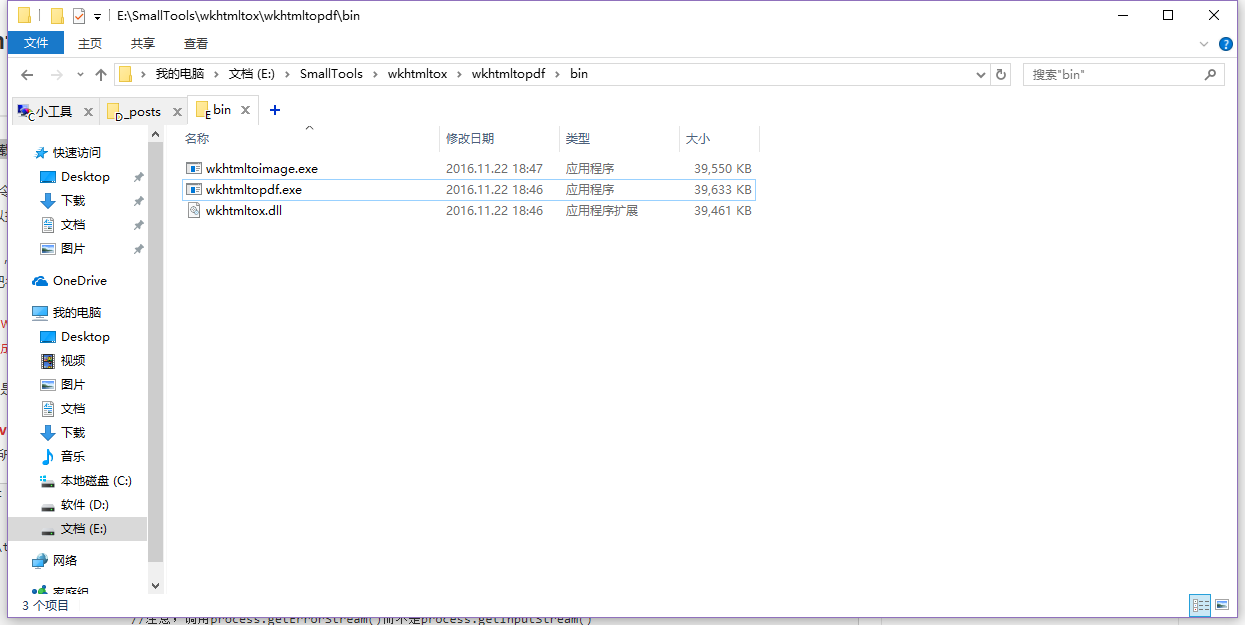 E:\SmallTools\wkhtmltox\wkhtmltopdf\bin
文件 主页 共享 查看
我的电脑 文档 (E:) SmallTools wkhtmltox wkhtmltopdf bin 搜索"bin"
C 小工具 D _posts E bin
名称 修改日期 类型 大小
wkhtmltoimage.exe 2016.11.22 18:47 应用程序 39,550 KB
wkhtmltopdf.exe 2016.11.22 18:46 应用程序 39,633 KB
wkhtmltox.dll 2016.11.22 18:46 应用程序扩展 39,461 KB
快速访问
Desktop
下载
文档
图片
OneDrive
我的电脑
Desktop
视频
图片
文档
下载
音乐
本地磁盘 (C:)
软件 (D:)
文档 (E:)
网络
家庭组
3 个项目
//注意，调用process.getErrorStream()而不是process.getInputStream()